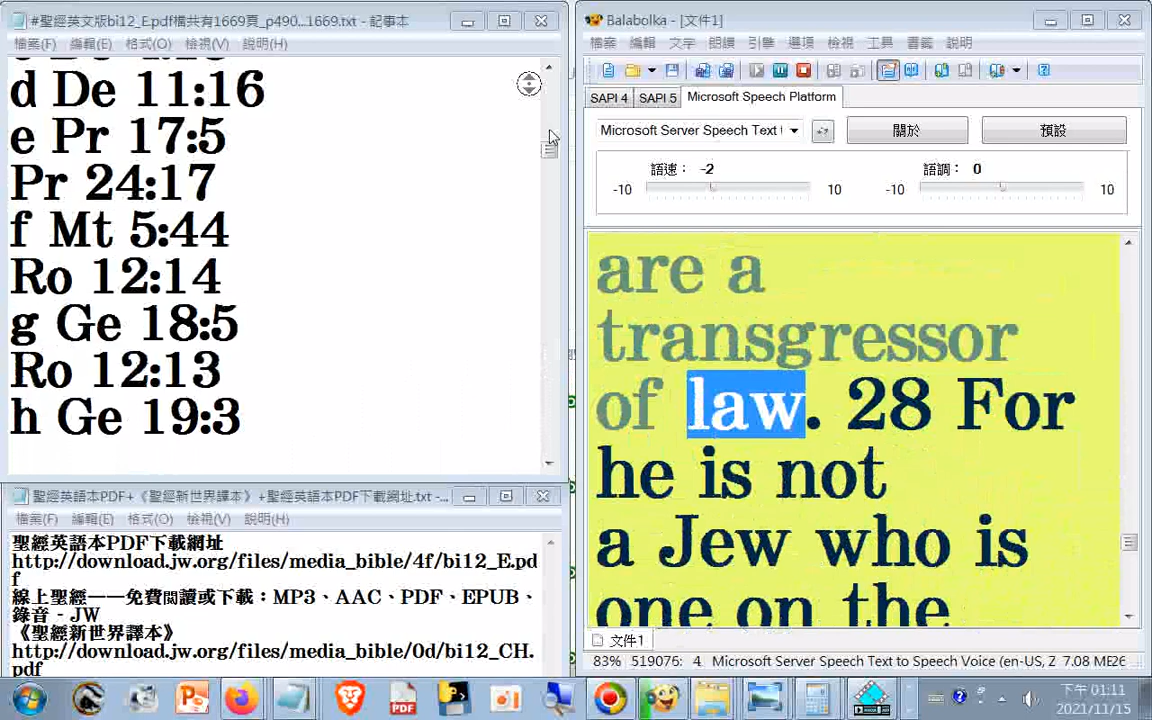 #聖經英文版bi12_E.pdf檔共有1669頁_p490...1669.txt - 記事本
檔案(F) 編輯(E) 格式(O) 檢視(V) 說明(H)
d De 11:16
e Pr 17:5
Pr 24:17
f Mt 5:44
Ro 12:14
g Ge 18:5
Ro 12:13
h Ge 19:3
聖經英語本PDF+《聖經新世界譯本》+聖經英語本PDF下載網址.txt - ...
檔案(F) 編輯(E) 格式(O) 檢視(V) 說明(H)
聖經英語本PDF下載網址
http://download.jw.org/files/media_bible/4f/bi12_E.pd
f
線上聖經——免費閱讀或下載：MP3、AAC、PDF、EPUB、
錄音 - JW
《聖經新世界譯本》
http://download.jw.org/files/media_bible/0d/bi12_CH.
pdf
Balabolka - [文件1]
檔案 編輯 文字 朗讀 引擎 選項 檢視 工具 書籤 說明
SAPI 4 SAPI 5 Microsoft Speech Platform
Microsoft Server Speech Text 關於 預設
語速： -2 語調： 0
-10 10 -10 10
are a
transgressor
of law. 28 For
he is not
a Jew who is
one on the
文件1
83% 519076: 4 Microsoft Server Speech Text to Speech Voice (en-US, Z 7.08 ME26
PDF
下午 01:11
2021/11/15